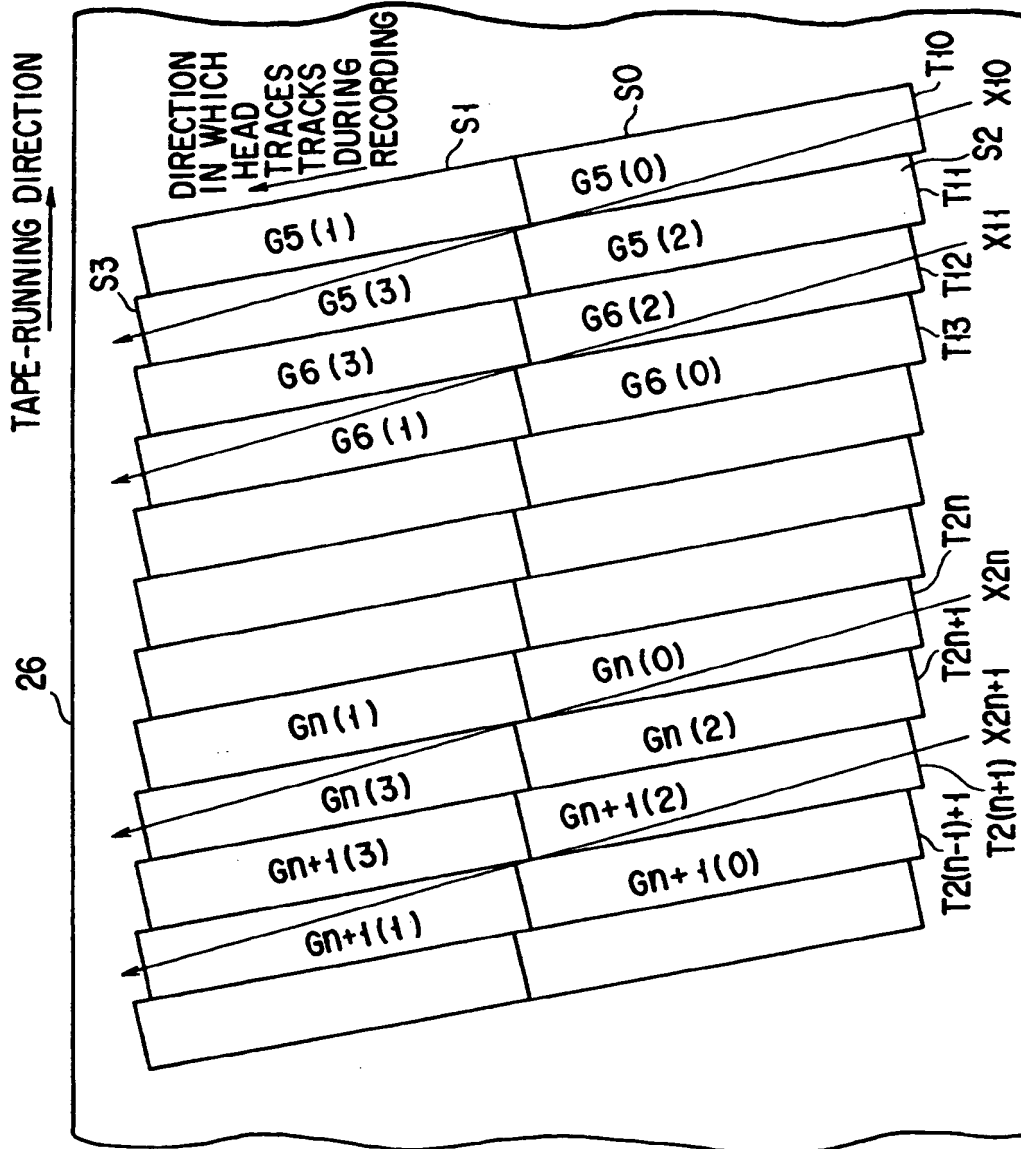 TAPE-RUNNING DIRECTION
26
DIRECTION
IN WHICH
HEAD
TRACES
TRACKS
DURING
RECORDING
S3
S1
S0
G5(1)
G5(0)
G5(3)
G5(2)
G6(3)
G6(2)
G6(1)
G6(0)
Gn(1)
Gn(0)
Gn(3)
Gn(2)
Gn+1(3)
Gn+1(2)
Gn+1(1)
Gn+1(0)
T10
X10
S2
T11
X11
T12
T13
T2n
X2n
T2n+1
X2n+1
T2(n+1)
T2(n-1)+1